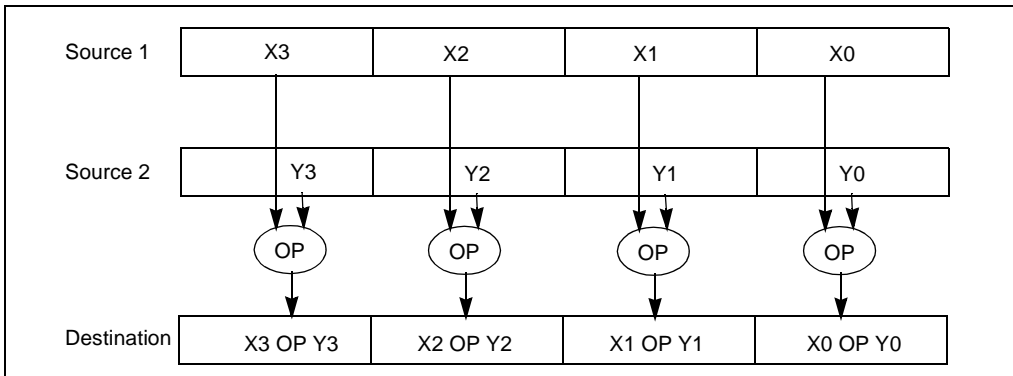 Source 1 X3 X2 X1 X0
Source 2 Y3 Y2 Y1 Y0
OP OP OP OP
Destination X3 OP Y3 X2 OP Y2 X1 OP Y1 X0 OP Y0